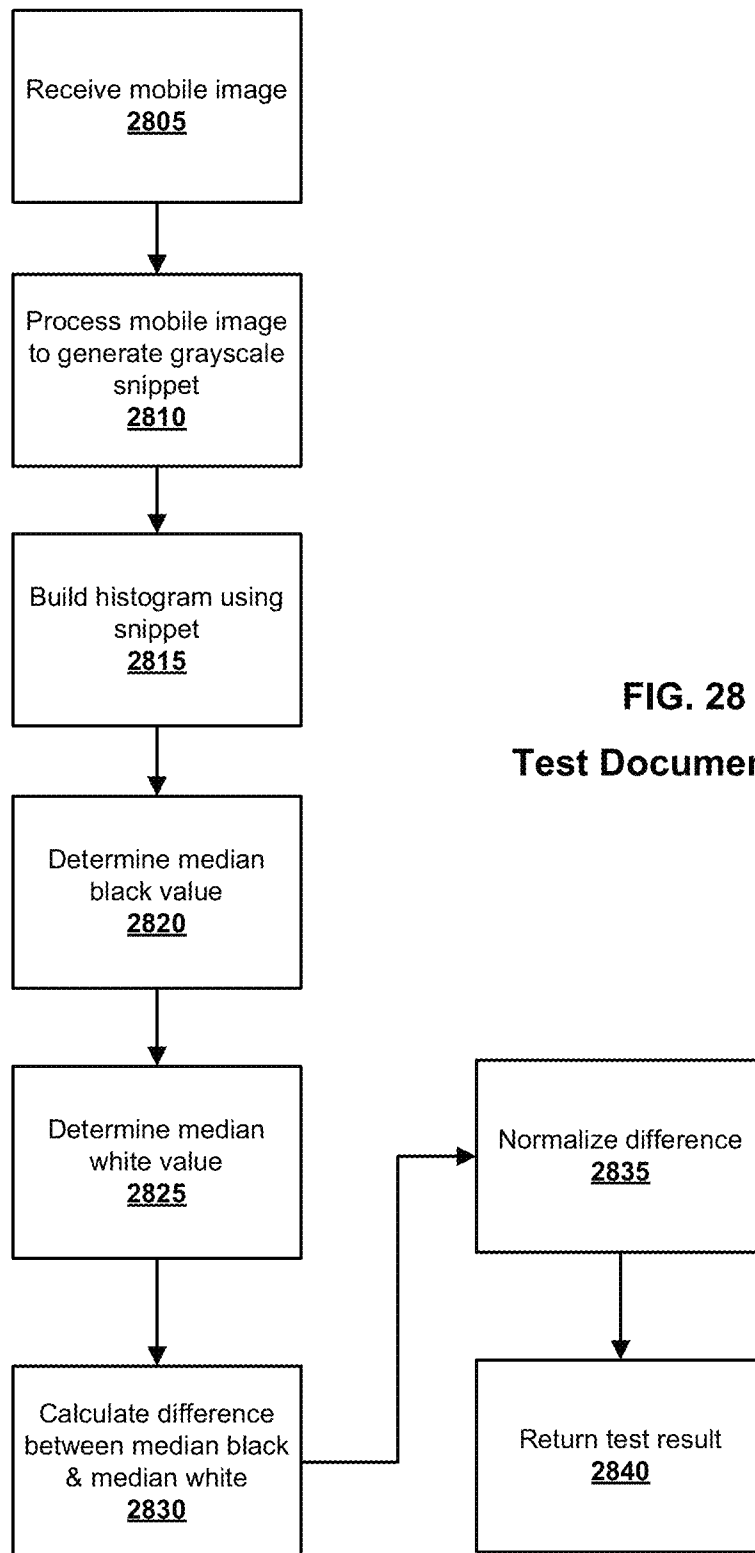 Receive mobile image
2805
Process mobile image
to generate grayscale
snippet
2810
Build histogram using
snippet
2815
FIG. 28
Determine median
black value
2820
Determine median
white value
2825
Normalize difference
2835
Calculate difference
between median black
& median white
2830
Return test result
2840